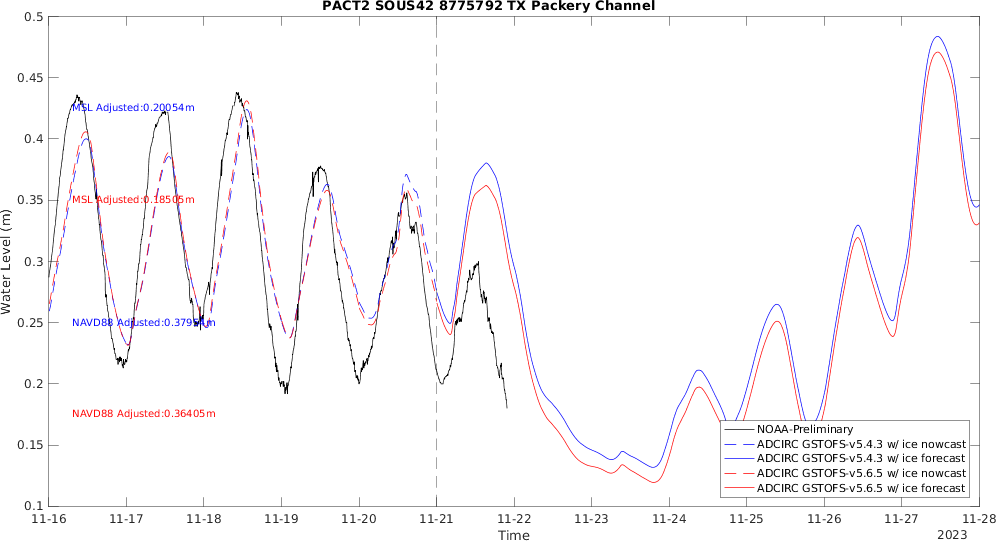 PACT2 SOUS42 8775792 TX Packery Channel
0.5
0.45
0.4
0.35
0.3
0.25
0.2
0.15
0.1
Water Level (m)
MSL Adjusted:0.20054m
MSL Adjusted:0.18505m
NAVD88
NAVD88 Adjusted:0.36405m
NOAA-Preliminary
ADCIRC GSTOFS-v5.4.3 w/ ice nowcast
ADCIRC GSTOFS-v5.4.3 w/ ice forecast
ADCIRC GSTOFS-v5.6.5 w/ ice nowcast
ADCIRC GSTOFS-v5.6.5 w/ ice forecast
11-16 11-17 11-18 11-19 11-20 11-21 11-22 11-23 11-24 11-25 11-26 11-27 11-28
Time
2023